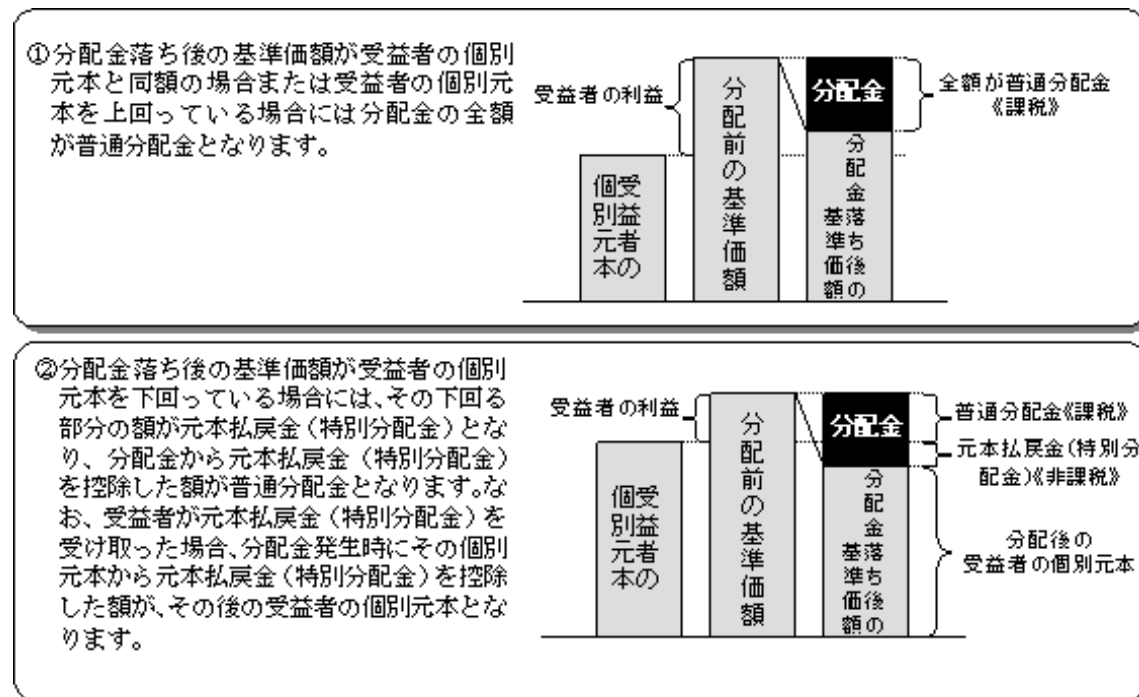 ①分配金落ち後の基準価額が受益者の個別
元本と同額の場合または受益者の個別元
本を上回っている場合には分配金の全額
が普通分配金となります。
受益者の利益
受益者の
個別元本
分配前の基準価額
分配金
分配金落ち後の
基準価額
全額が普通分配金
《課税》
②分配金落ち後の基準価額が受益者の個別
元本を下回っている場合には、その下回る
部分の額が元本払戻金(特別分配金)とな
り、分配金から元本払戻金(特別分配金)
を控除した額が普通分配金となります。な
お、受益者が元本払戻金(特別分配金)を
受け取った場合、分配金発生時にその個別
元本から元本払戻金(特別分配金)を控除
した額が、その後の受益者の個別元本とな
ります。
受益者の利益
受益者の
個別元本
分配前の基準価額
分配金
分配金落ち後の
基準価額
普通分配金《課税》
元本払戻金(特別分
配金)《非課税》
分配後の
受益者の個別元本